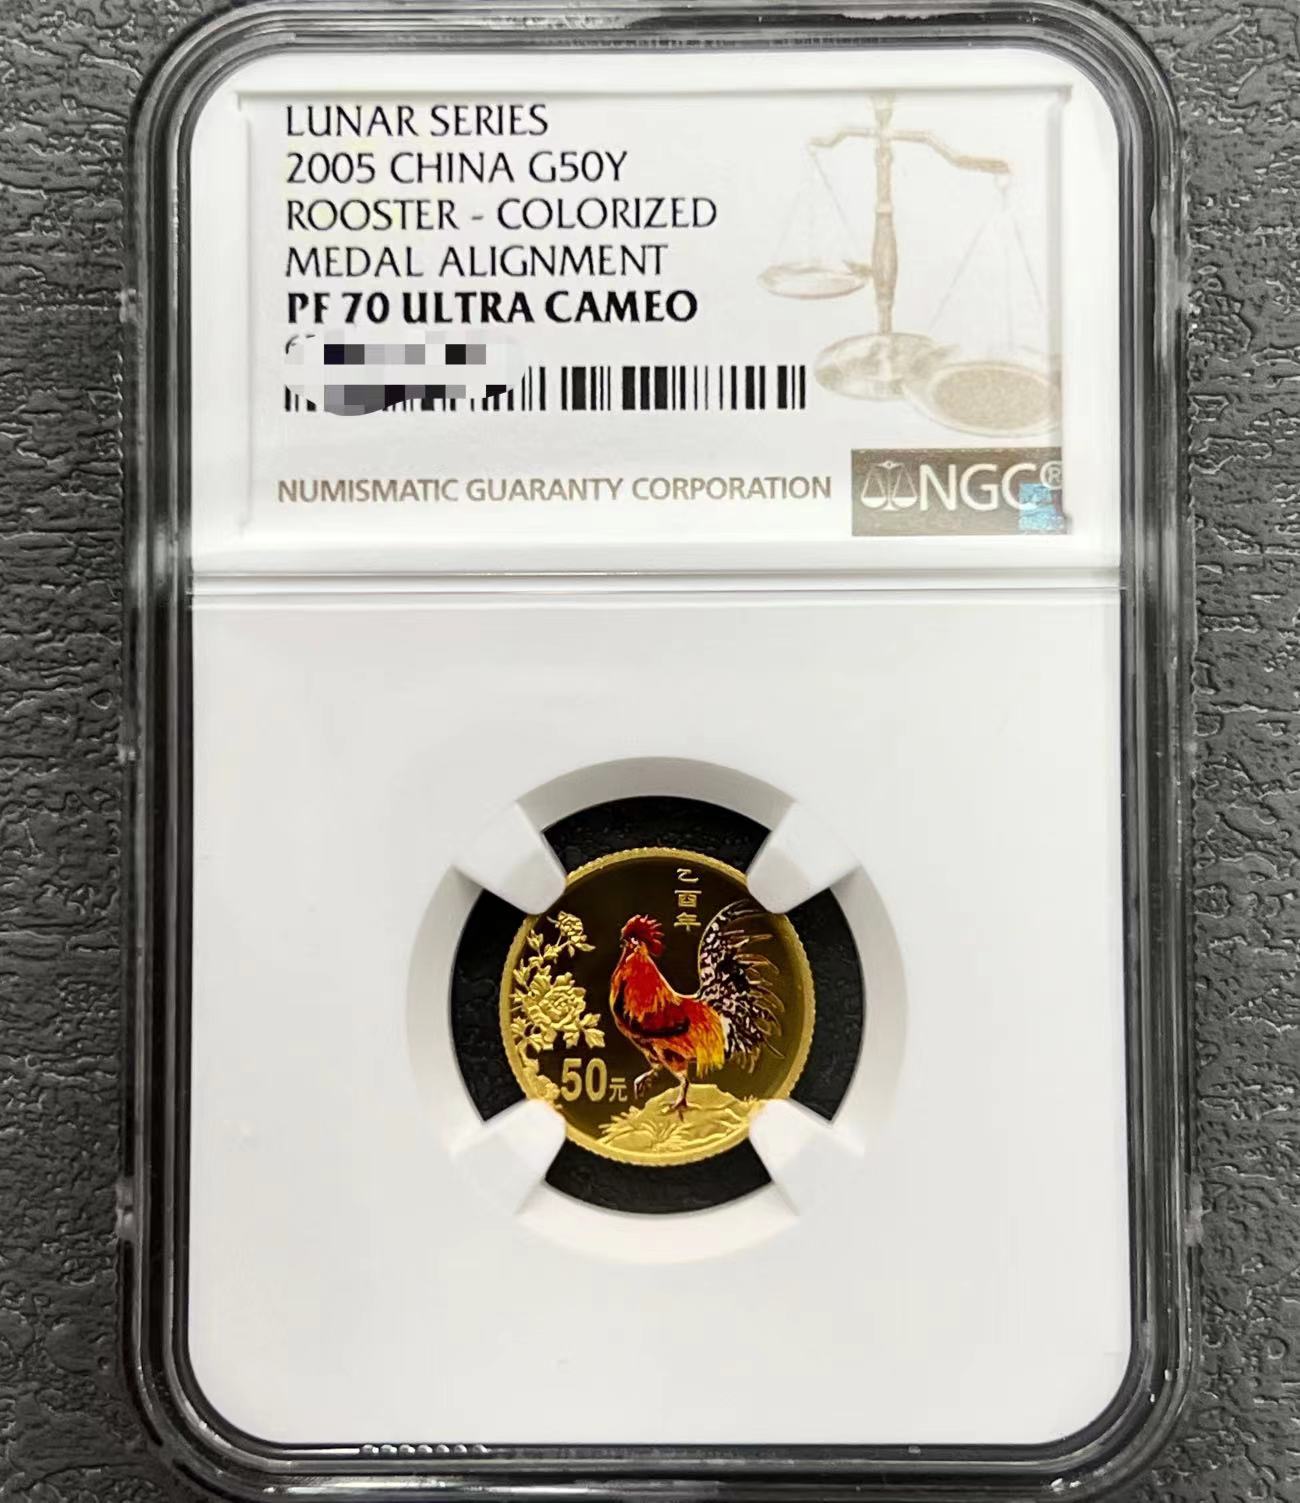 LUNAR SERIES
2005 CHINA G50Y
ROOSTER - COLORIZED
MEDAL ALIGNMENT
PF 70 ULTRA CAMEO
NUMISMATIC GUARANTY CORPORATION
NGC®
乙酉年
50元